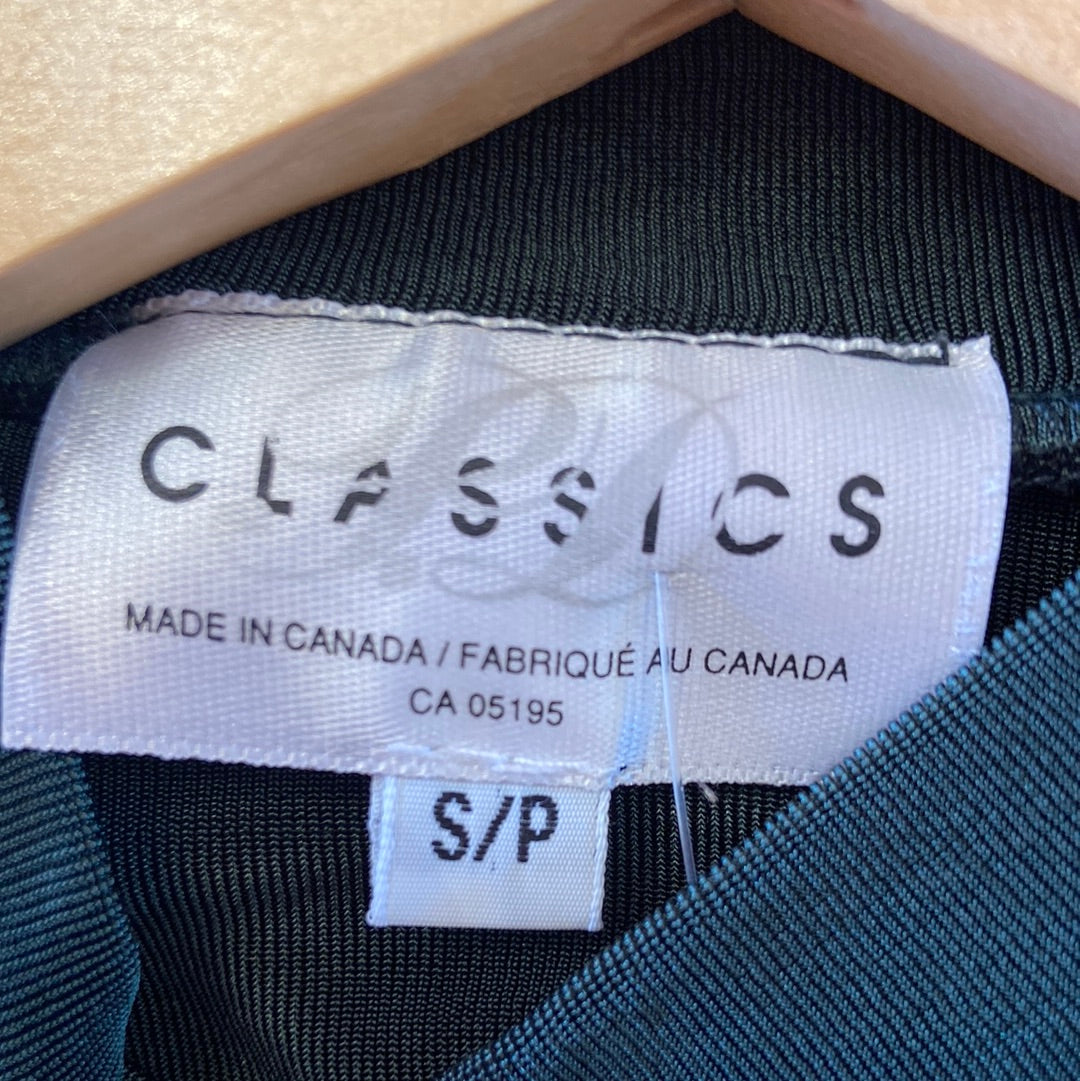 CLASSICS
MADE IN CANADA / FABRIQUÉ AU CANADA
CA 05195
S/P